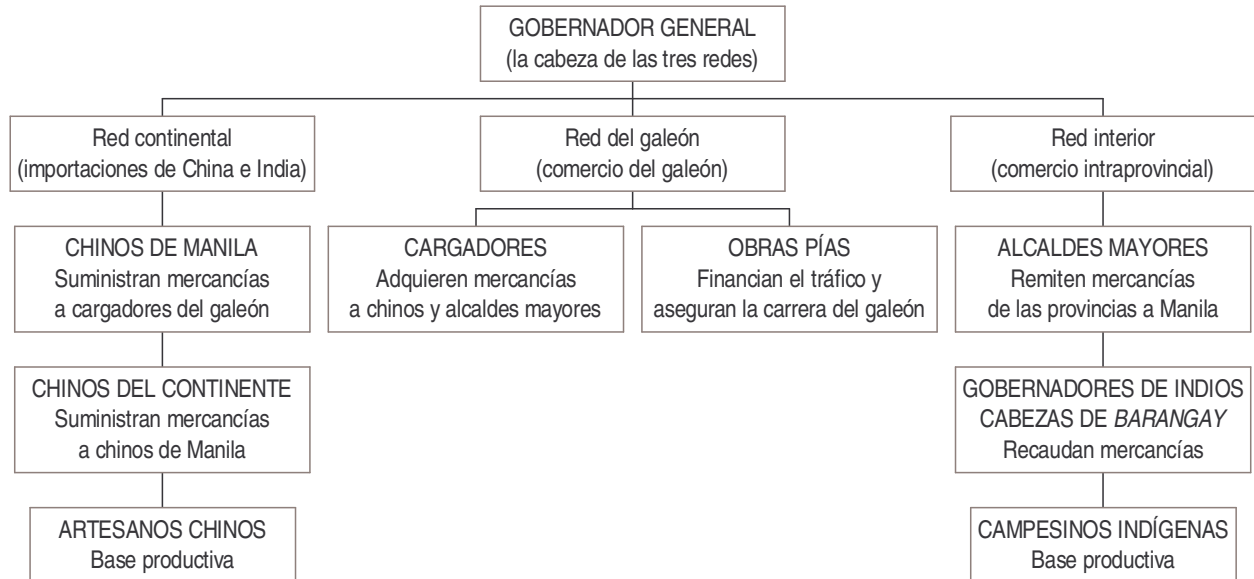 GOBERNADOR GENERAL
(la cabeza de las tres redes)
Red continental
(importaciones de China e India)
Red del galeón
(comercio del galeón)
Red interior
(comercio intraprovincial)
CHINOS DE MANILA
Suministran mercancías
a cargadores del galeón
CARGADORES
Adquieren mercancías
a chinos y alcaldes mayores
OBRAS PÍAS
Financian el tráfico y
aseguran la carrera del galeón
ALCALDES MAYORES
Remiten mercancías
de las provincias a Manila
CHINOS DEL CONTINENTE
Suministran mercancías
a chinos de Manila
GOBERNADORES DE INDIOS
CABEZAS DE BARANGAY
Recaudan mercancías
ARTESANOS CHINOS
Base productiva
CAMPESINOS INDÍGENAS
Base productiva